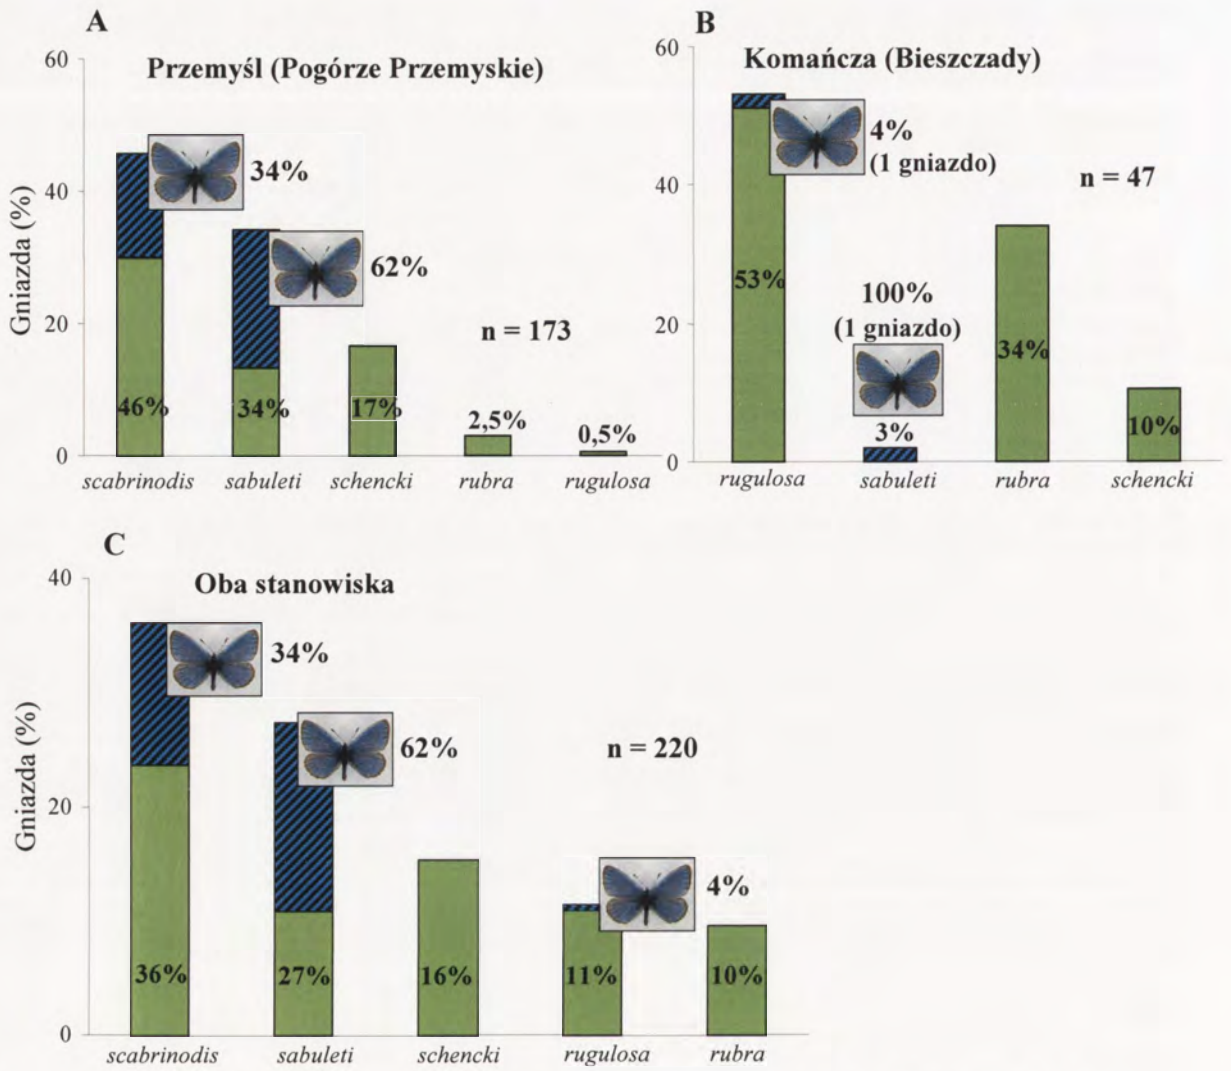 A
Przemyśl (Pogórze Przemyskie)
Gniazda (%)
60
40
20
0
34%
62%
n = 173
46%
34%
17%
2,5%
0,5%
scabrinodis
sabuleti
schencki
rubra
rugulosa
B
Komańcza (Bieszczady)
60
40
20
0
4%
(1 gniazdo)
n = 47
53%
100%
(1 gniazdo)
3%
34%
10%
rugulosa
sabuleti
rubra
schencki
C
Oba stanowiska
Gniazda (%)
40
20
0
34%
62%
n = 220
4%
36%
27%
16%
11%
10%
scabrinodis
sabuleti
schencki
rugulosa
rubra